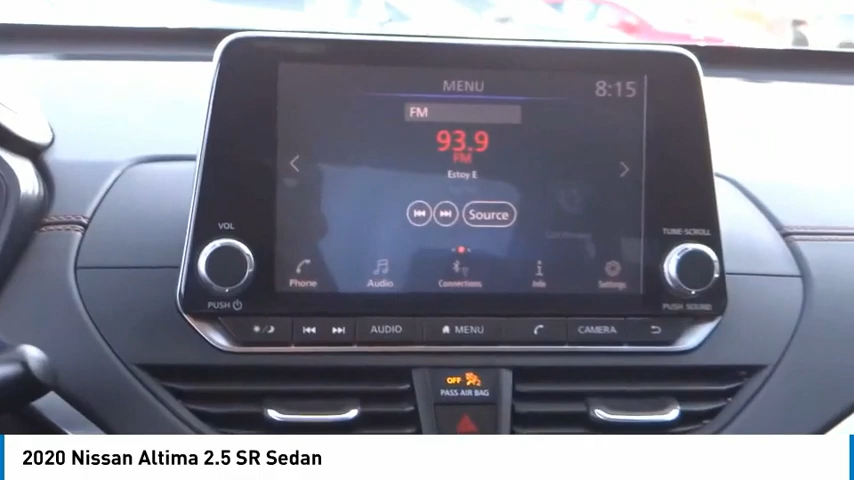 MENU
8:15
FM
93.9
FM
Estoy E
Source
VOL
TUNE·SCROLL
PUSH
PUSH SOUND
Phone
Audio
Connections
Info
Settings
AUDIO
MENU
CAMERA
OFF
PASS AIR BAG
2020 Nissan Altima 2.5 SR Sedan